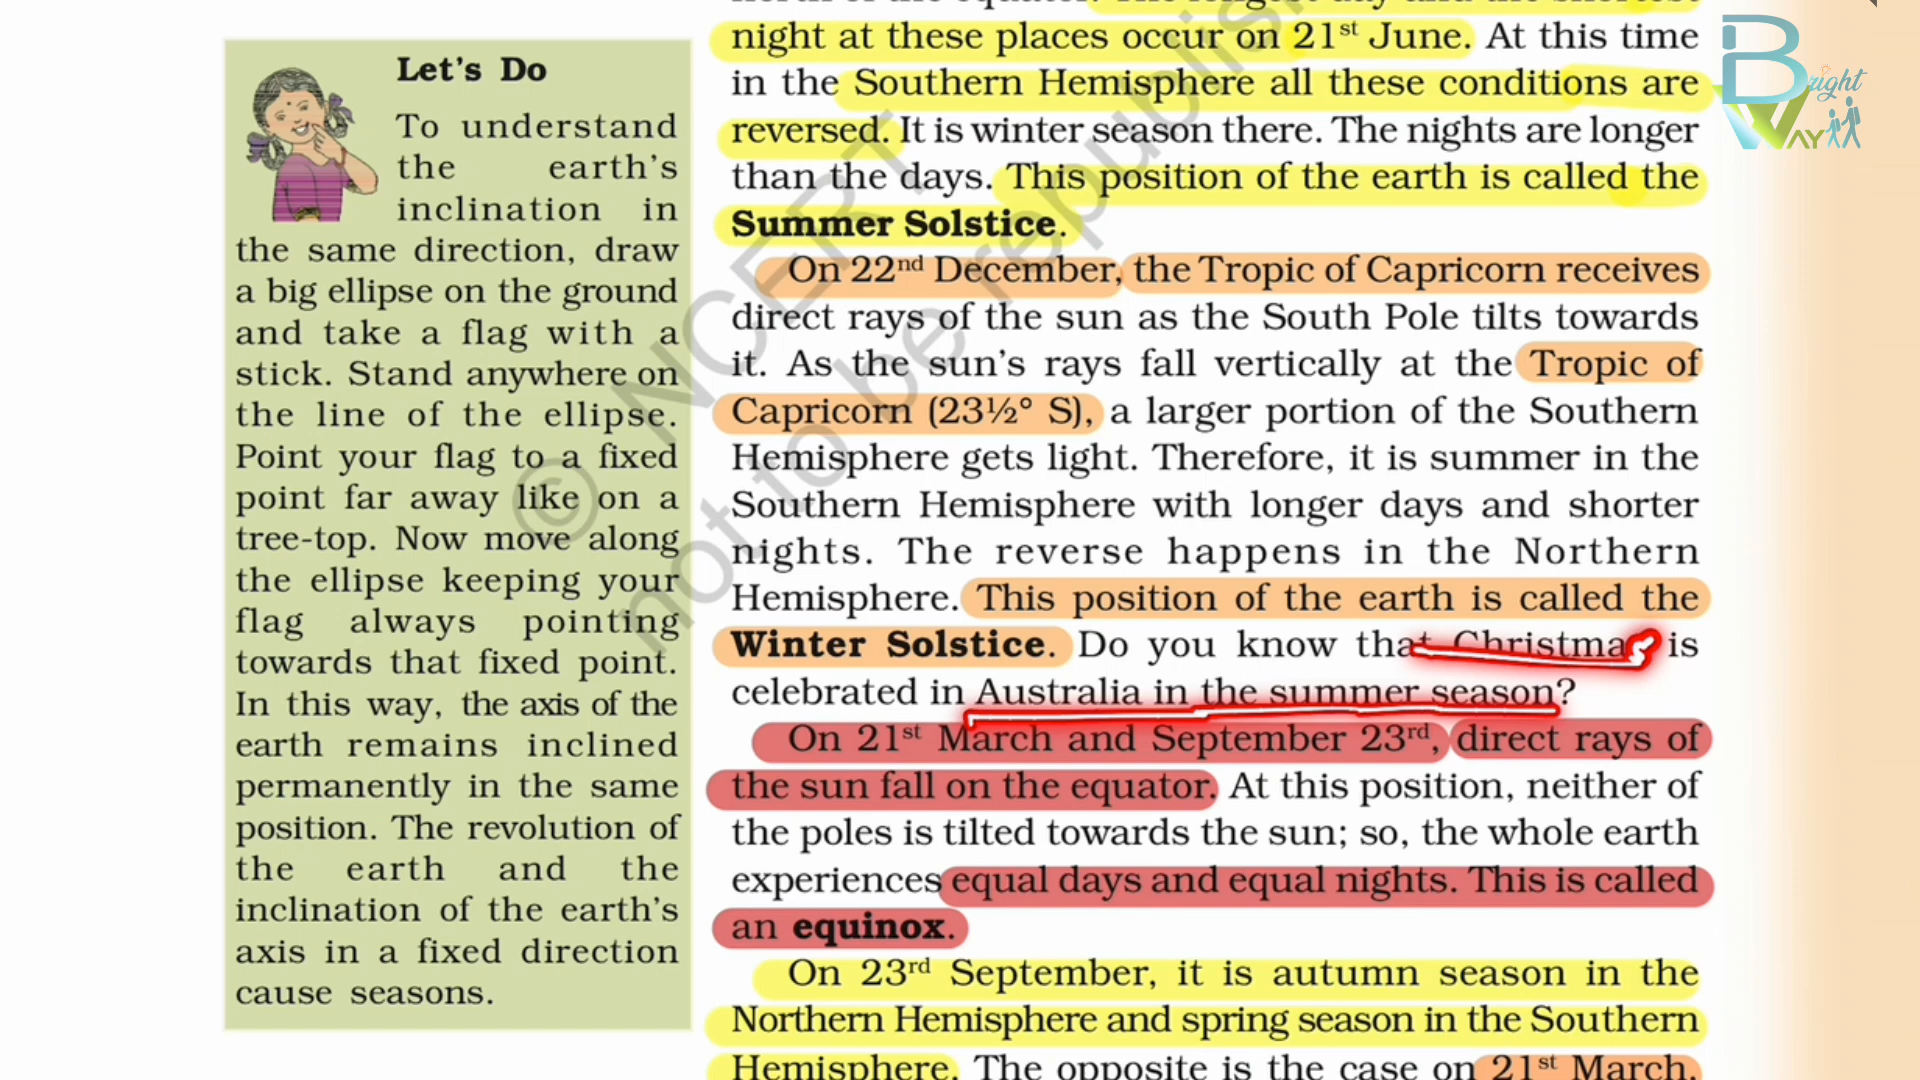 Let's Do
To understand
the earth's
inclination in
the same direction, draw
a big ellipse on the ground
and take a flag with a
stick. Stand anywhere on
the line of the ellipse.
Point your flag to a fixed
point far away like on a
tree-top. Now move along
the ellipse keeping your
flag always pointing
towards that fixed point.
In this way, the axis of the
earth remains inclined
permanently in the same
position. The revolution of
the earth and the
inclination of the earth's
axis in a fixed direction
cause seasons.
night at these places occur on 21st June. At this time
in the Southern Hemisphere all these conditions are
reversed. It is winter season there. The nights are longer
than the days. This position of the earth is called the
Summer Solstice.
On 22nd December, the Tropic of Capricorn receives
direct rays of the sun as the South Pole tilts towards
it. As the sun's rays fall vertically at the Tropic of
Capricorn (23½° S), a larger portion of the Southern
Hemisphere gets light. Therefore, it is summer in the
Southern Hemisphere with longer days and shorter
nights. The reverse happens in the Northern
Hemisphere. This position of the earth is called the
Winter Solstice. Do you know that Christmas is
celebrated in Australia in the summer season?
On 21st March and September 23rd, direct rays of
the sun fall on the equator. At this position, neither of
the poles is tilted towards the sun; so, the whole earth
experiences equal days and equal nights. This is called
an equinox.
On 23rd September, it is autumn season in the
Northern Hemisphere and spring season in the Southern
Hemisphere. The opposite is the case on 21st March,
© NCERT
not to be republis
Bright
WAY